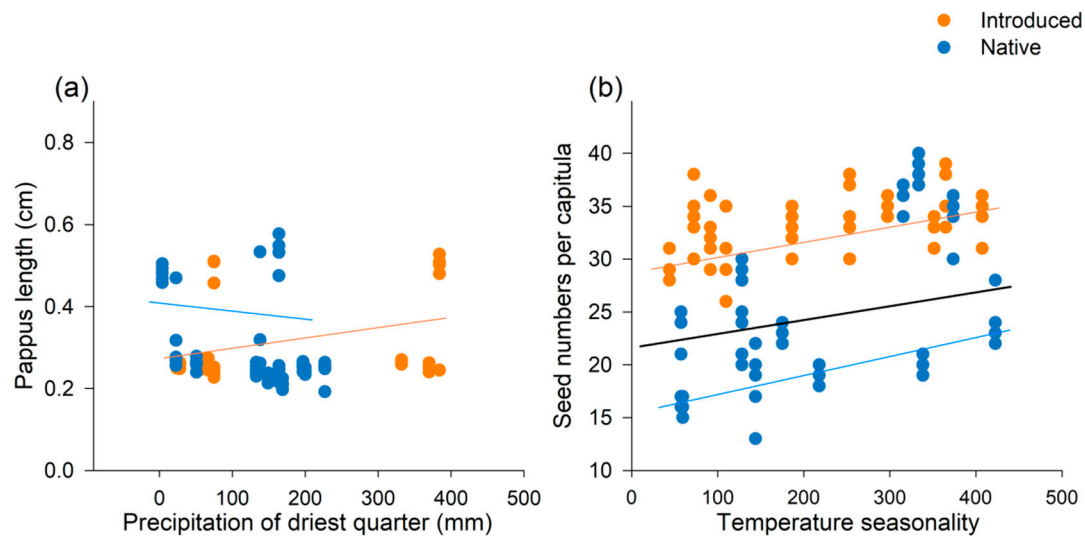 Introduced
Native
(a)
(b)
Pappus length (cm)
0.8
0.6
0.4
0.2
0.0
0 100 200 300 400 500
Precipitation of driest quarter (mm)
Seed numbers per capitula
40
35
30
25
20
15
10
0 100 200 300 400 500
Temperature seasonality